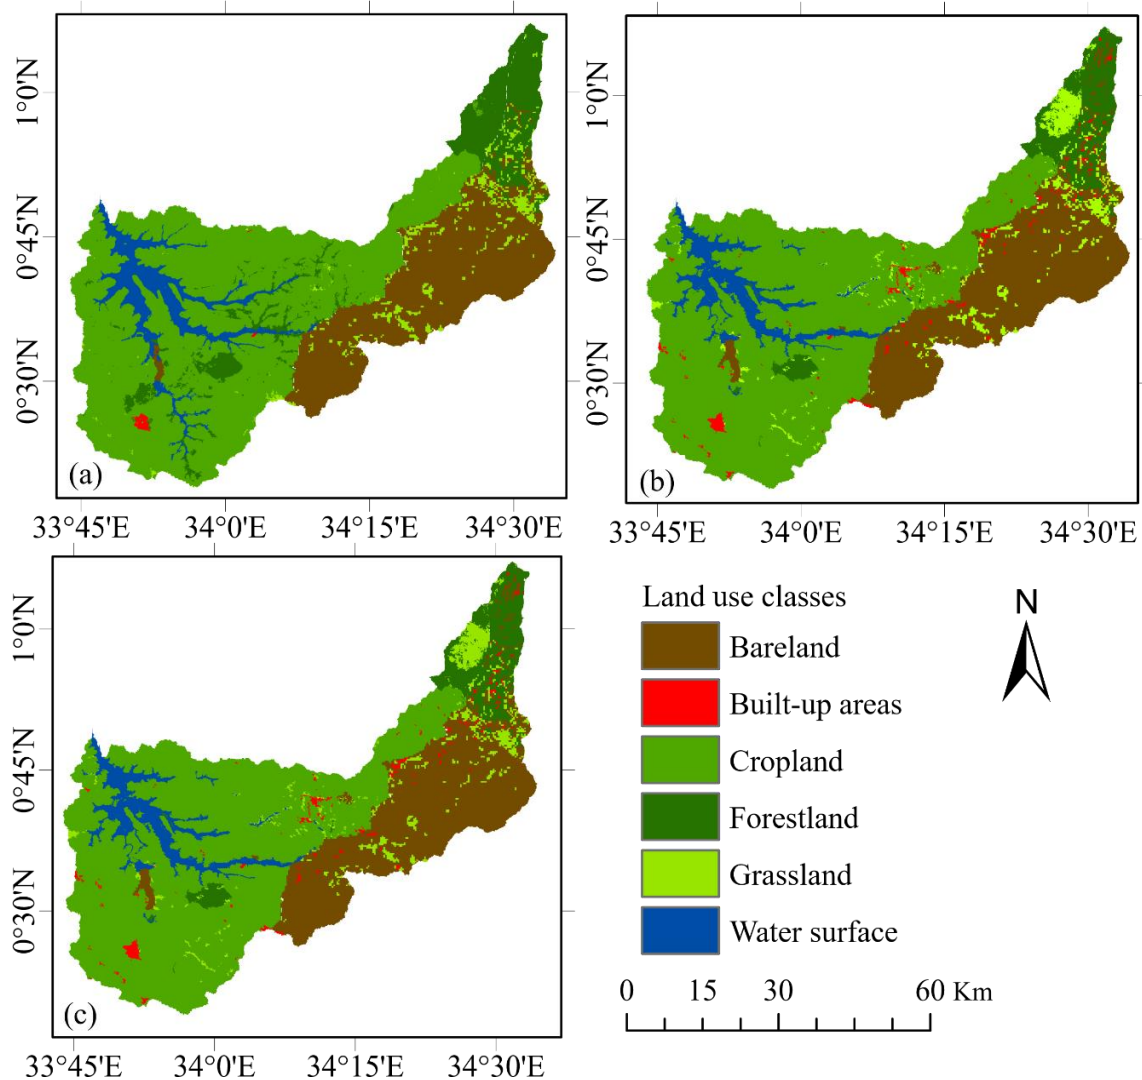 1°0'N
0°45'N
0°30'N
(a)
33°45'E 34°0'E 34°15'E 34°30'E
1°0'N
0°45'N
0°30'N
(b)
33°45'E 34°0'E 34°15'E 34°30'E
1°0'N
0°45'N
0°30'N
(c)
33°45'E 34°0'E 34°15'E 34°30'E
Land use classes
Bareland
Built-up areas
Cropland
Forestland
Grassland
Water surface
N
0 15 30 60 Km